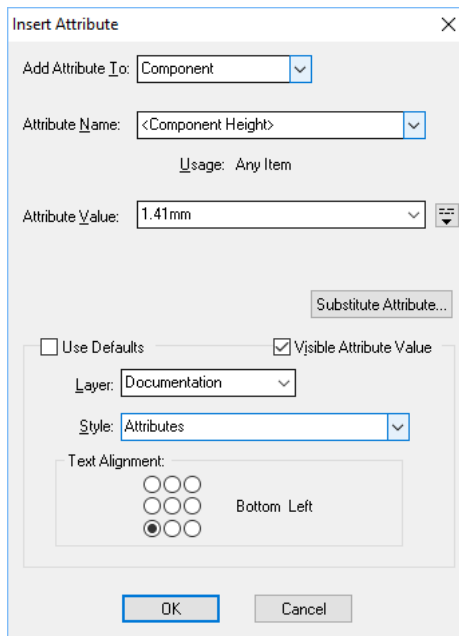 Insert Attribute
Add Attribute To: Component
Attribute Name: <Component Height>
Usage: Any Item
Attribute Value: 1.41mm
Substitute Attribute...
Use Defaults Visible Attribute Value
Layer: Documentation
Style: Attributes
Text Alignment:
Bottom Left
OK Cancel